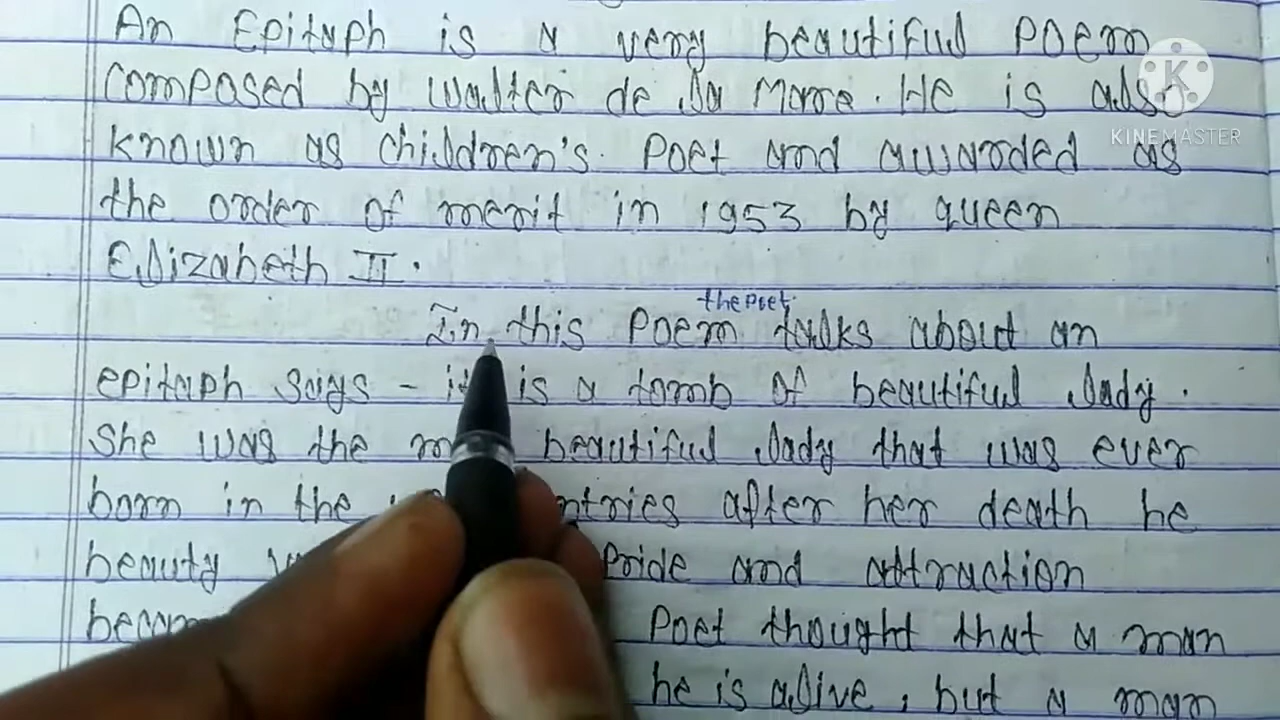 An Epitaph is a very beautiful Poem
composed by Walter de la mare. He is also
known as children's. Poet and awarded as
the order of merit in 1953 by queen
Elizabeth II.
the Poet
In this Poem talks about an
epitaph says - it is a tomb of beautiful lady.
She was the beautiful lady that was ever
born in the after her death he
beauty Pride and attraction
Poet thought that a man
he is alive, but a man
K
KINEMASTER